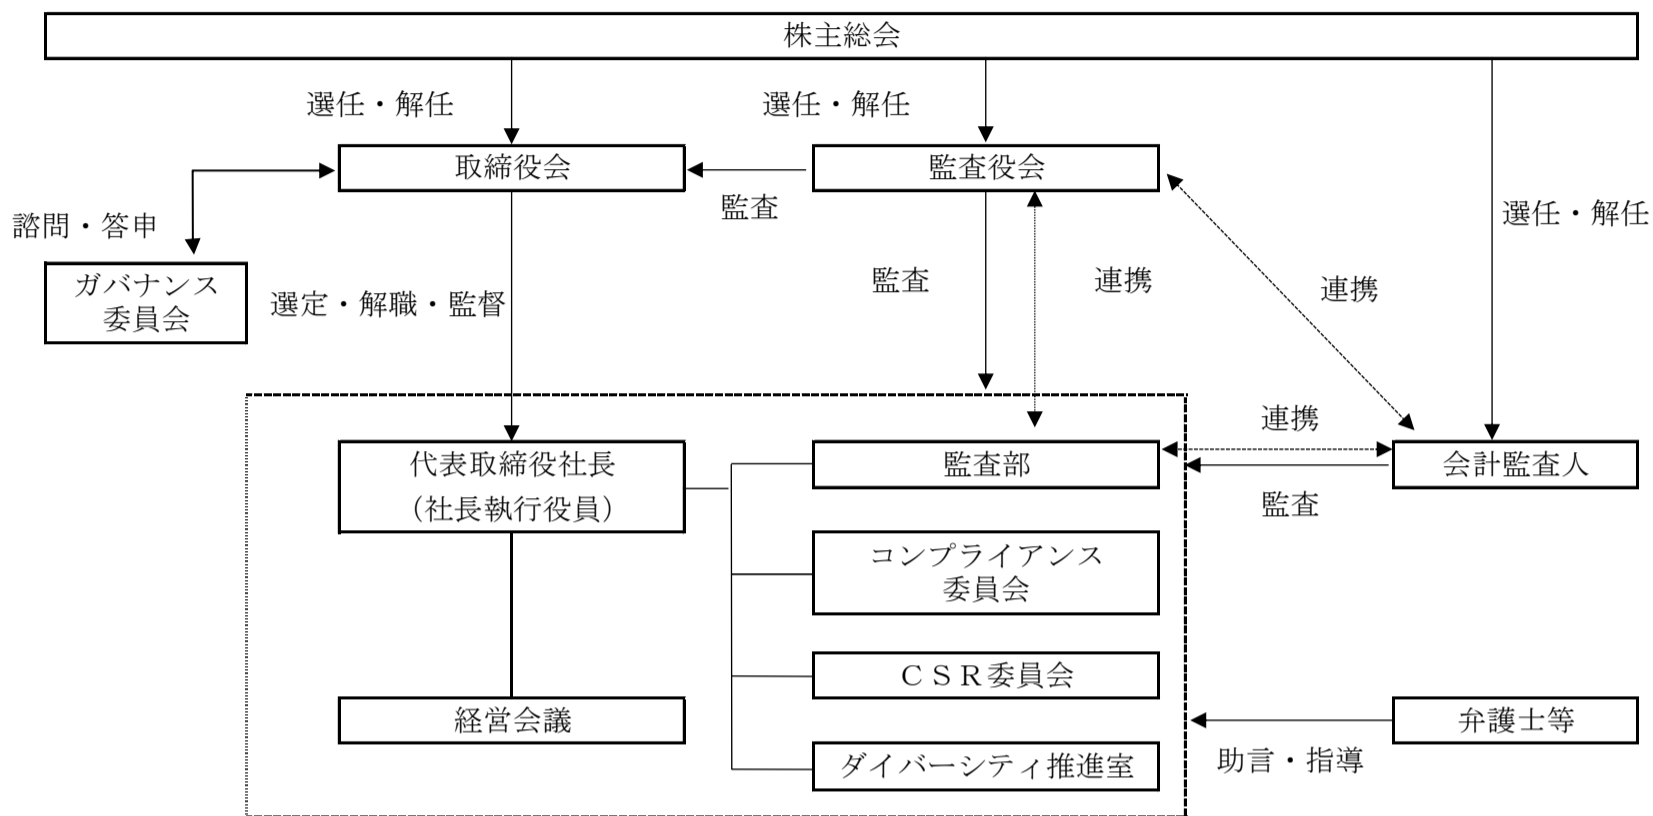 株主総会
選任・解任
選任・解任
取締役会
監査役会
監査
諮問・答申
選任・解任
ガバナンス
委員会
選定・解職・監督
監査
連携
連携
連携
代表取締役社長
（社長執行役員）
監査部
会計監査人
監査
コンプライアンス
委員会
ＣＳＲ委員会
経営会議
弁護士等
助言・指導
ダイバーシティ推進室